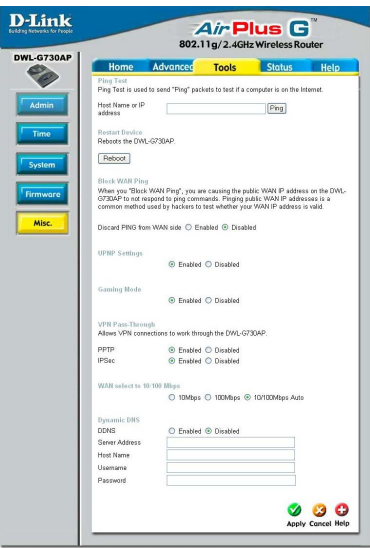 D-Link
Building Networks for People
Air Plus G™
802.11g/2.4GHz Wireless Router
DWL-G730AP
Home Advanced Tools Status Help
Admin
Time
System
Firmware
Misc.
Ping Test
Ping Test is used to send "Ping" packets to test if a computer is on the Internet.
Host Name or IP
address
Ping
Restart Device
Reboots the DWL-G730AP.
Reboot
Block WAN Ping
When you "Block WAN Ping", you are causing the public WAN IP address on the DWL-
G730AP to not respond to ping commands. Pinging public WAN IP addresses is a
common method used by hackers to test whether your WAN IP address is valid.
Discard PING from WAN side Enabled Disabled
UPNP Settings
Enabled Disabled
Gaming Mode
Enabled Disabled
VPN Pass-Through
Allows VPN connections to work through the DWL-G730AP.
PPTP Enabled Disabled
IPSec Enabled Disabled
WAN select to 10/100 Mbps
10Mbps 100Mbps 10/100Mbps Auto
Dynamic DNS
DDNS Enabled Disabled
Server Address
Host Name
Username
Password
Apply Cancel Help